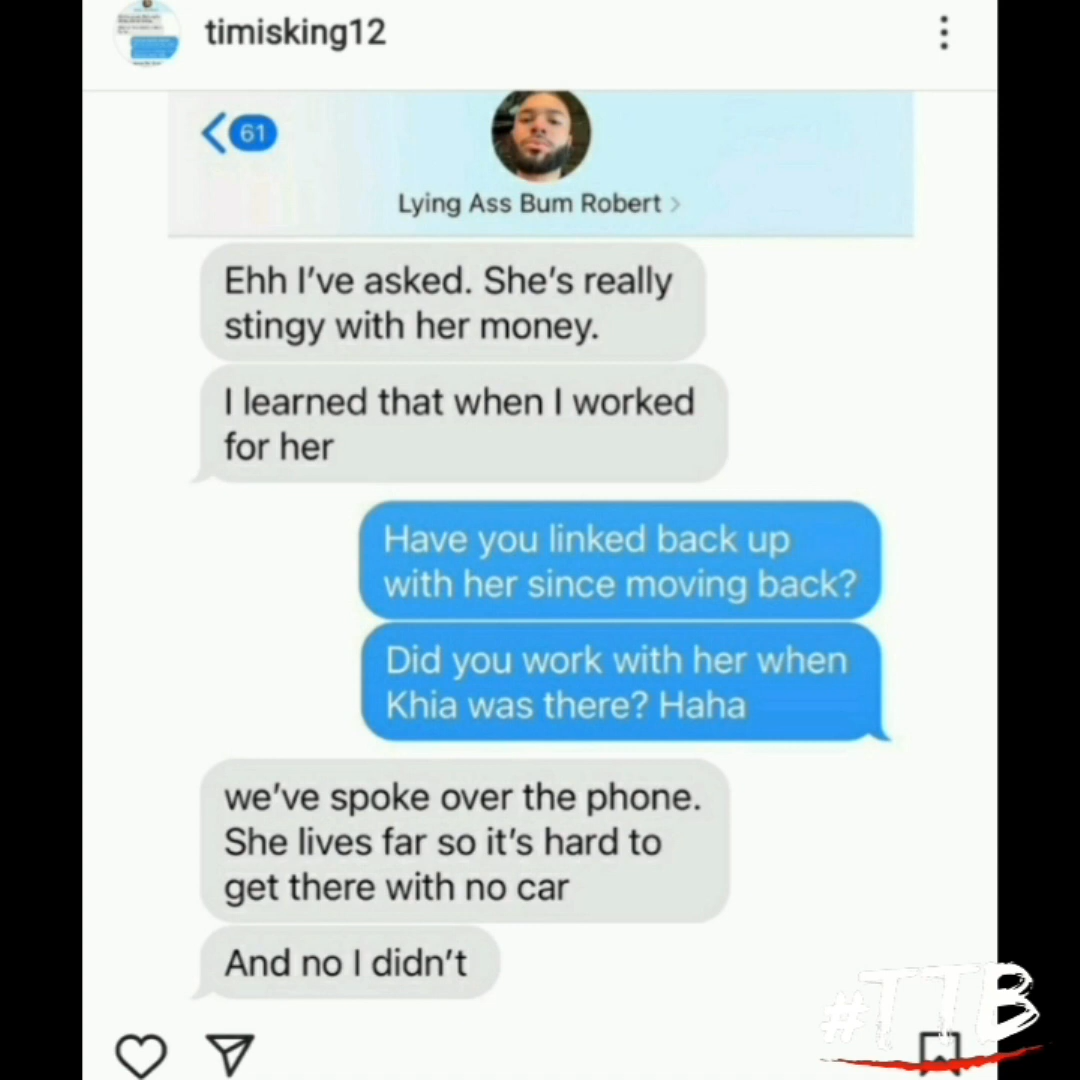 timisking12
61
Lying Ass Bum Robert >
Ehh I've asked. She's really
stingy with her money.
I learned that when I worked
for her
Have you linked back up
with her since moving back?
Did you work with her when
Khia was there? Haha
we've spoke over the phone.
She lives far so it's hard to
get there with no car
And no I didn't
#TTB